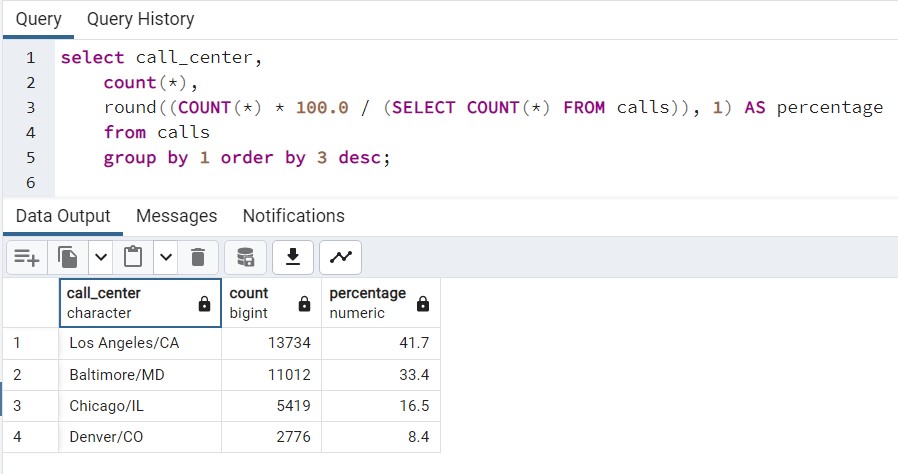 Query Query History
1 select call_center,
2 count(*),
3 round((COUNT(*) * 100.0 / (SELECT COUNT(*) FROM calls)), 1) AS percentage
4 from calls
5 group by 1 order by 3 desc;
6
Data Output Messages Notifications
call_center count percentage
character bigint numeric
1 Los Angeles/CA 13734 41.7
2 Baltimore/MD 11012 33.4
3 Chicago/IL 5419 16.5
4 Denver/CO 2776 8.4